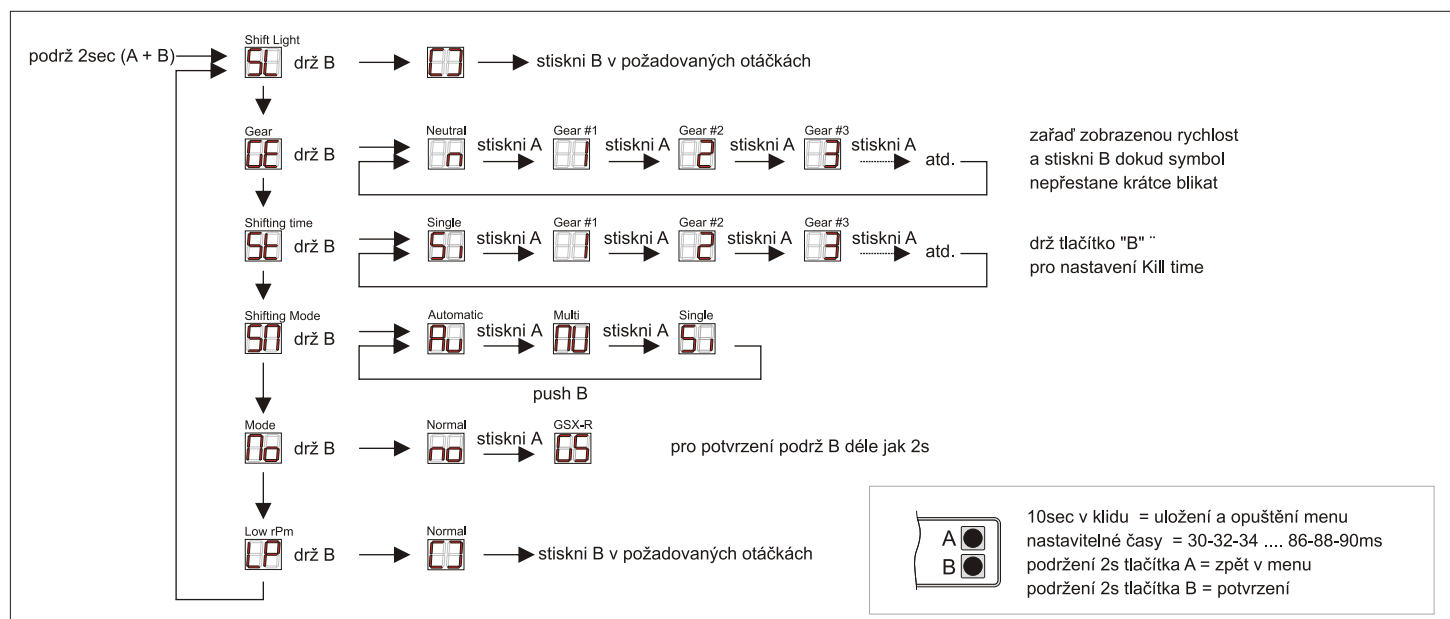 Shift Light
podrž 2sec (A + B)
SL
drž B
[]
stiskni B v požadovaných otáčkách
Gear
Neutral
Gear #1
Gear #2
Gear #3
GE
drž B
n
stiskni A
1
stiskni A
2
stiskni A
3
stiskni A
atd.
zařaď zobrazenou rychlost
a stiskni B dokud symbol
nepřestane krátce blikat
Shifting time
Single
Gear #1
Gear #2
Gear #3
St
drž B
Si
stiskni A
1
stiskni A
2
stiskni A
3
stiskni A
atd.
drž tlačítko "B" ¨
pro nastavení Kill time
Shifting Mode
Automatic
Multi
Single
SM
drž B
Au
stiskni A
MU
stiskni A
Si
push B
Mode
Normal
GSX-R
Mo
drž B
no
stiskni A
GS
pro potvrzení podrž B déle jak 2s
Low rPm
Normal
LP
drž B
[]
stiskni B v požadovaných otáčkách
A
B
10sec v klidu = uložení a opuštění menu
nastavitelné časy = 30-32-34 .... 86-88-90ms
podržení 2s tlačítka A = zpět v menu
podržení 2s tlačítka B = potvrzení